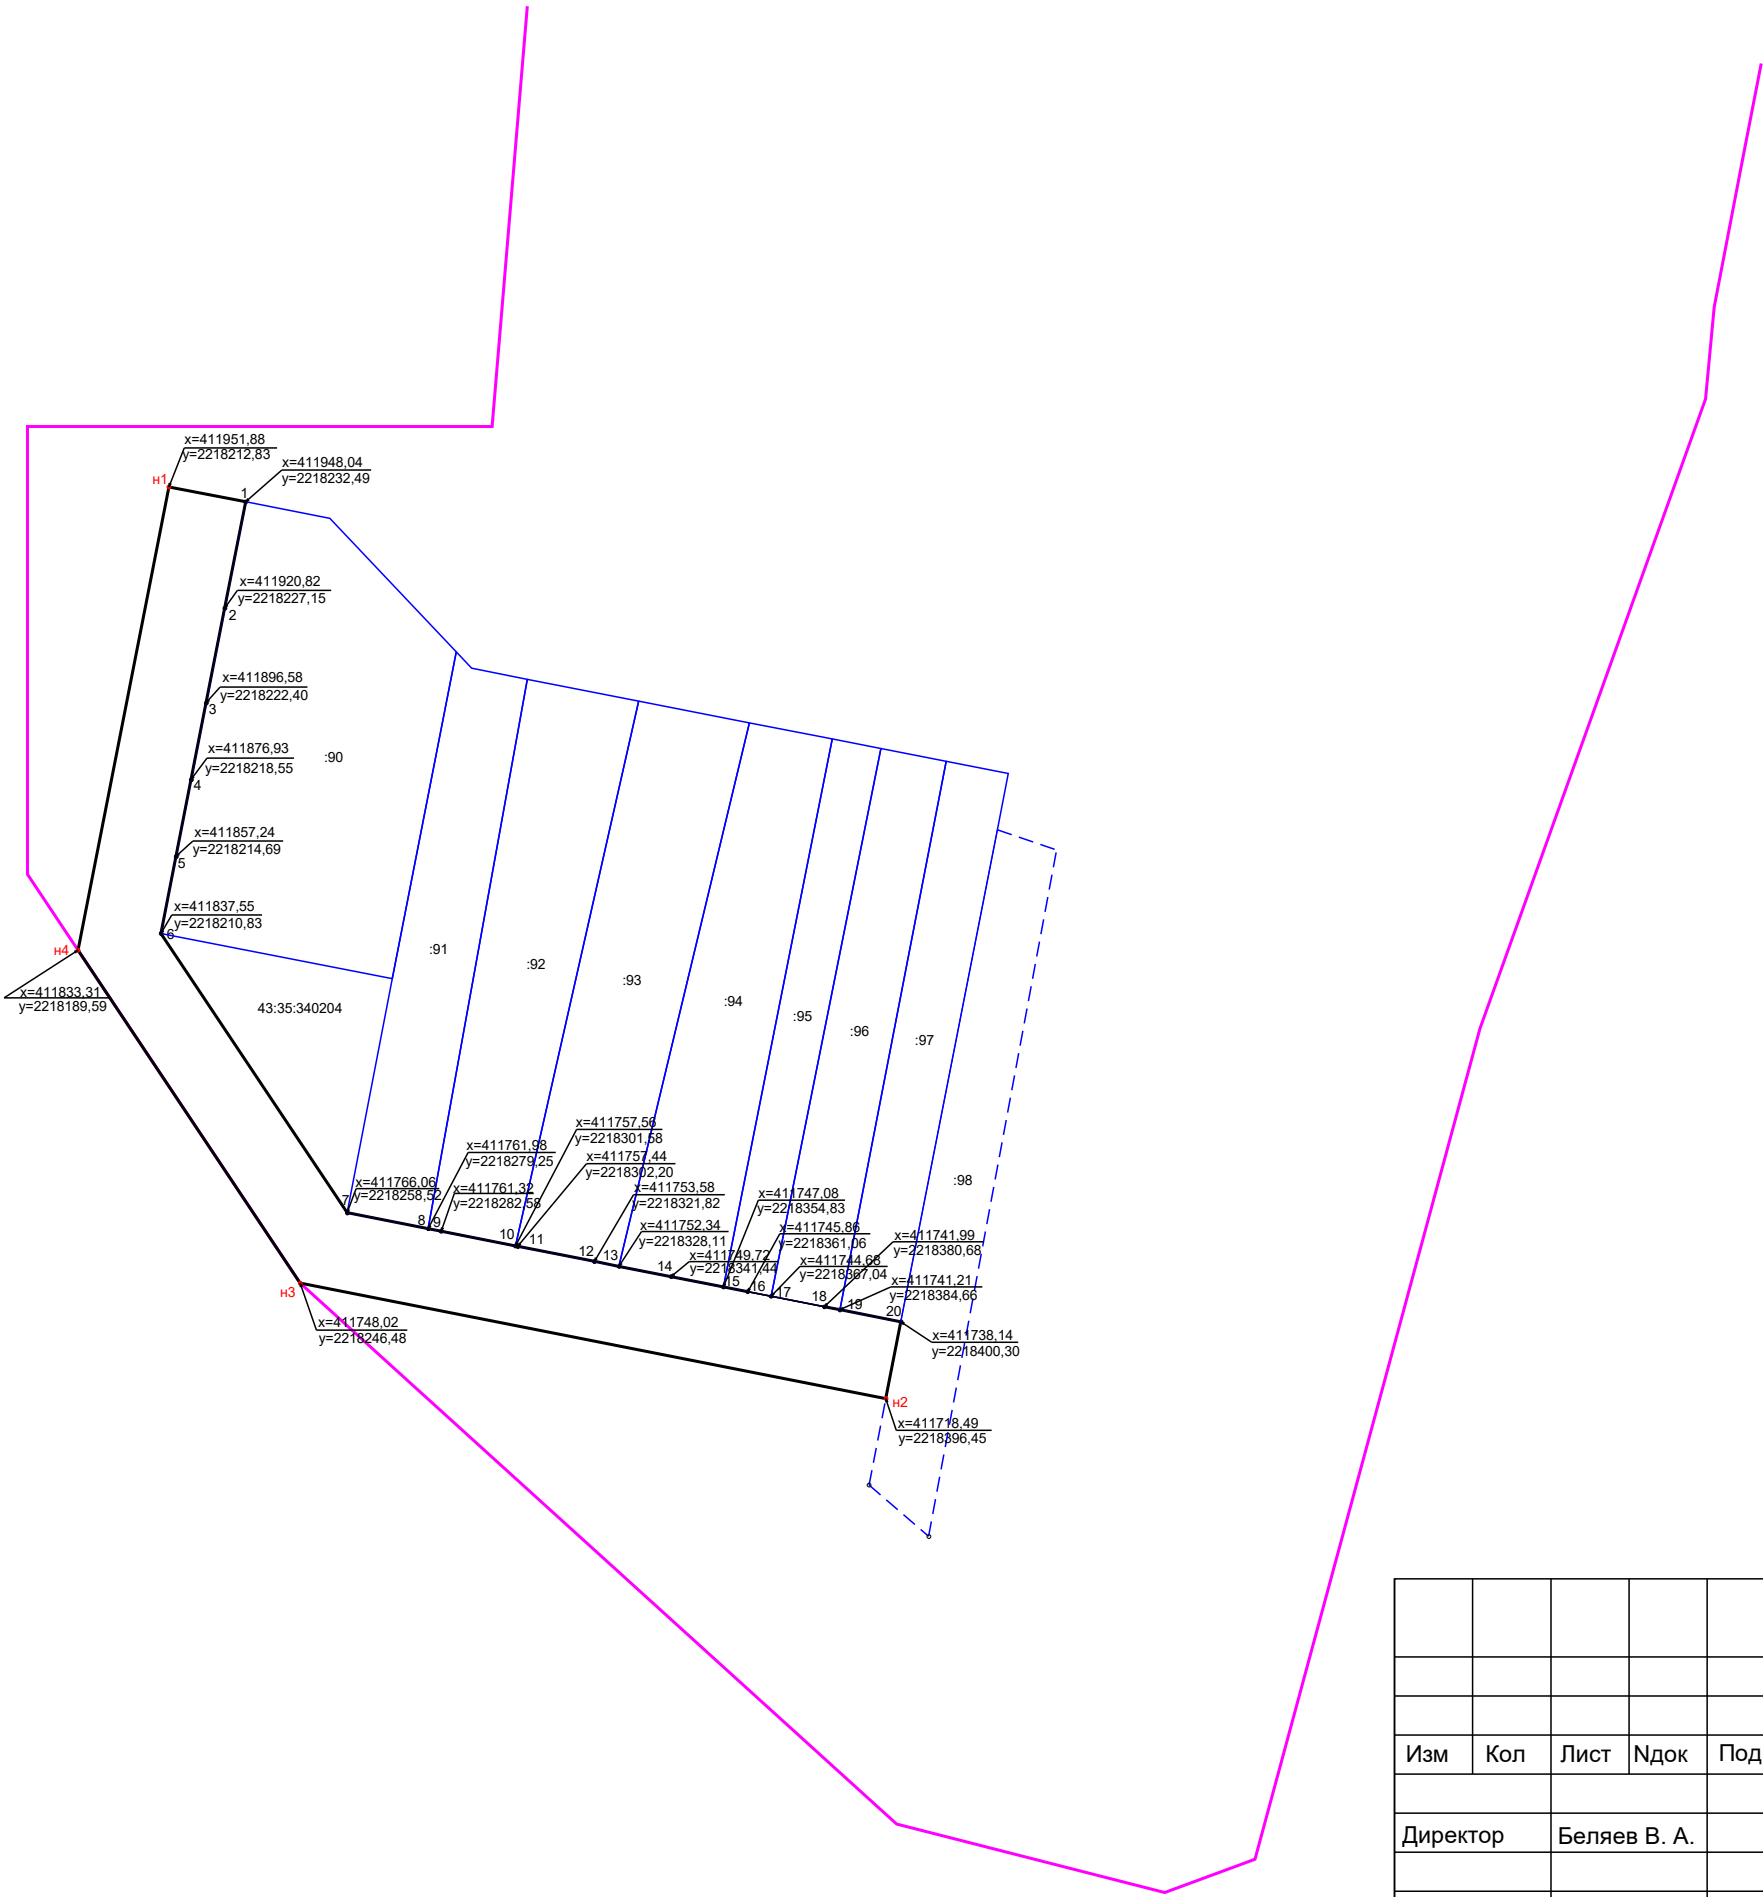 x=411951,88
y=2218212,83
н1
x=411948,04
y=2218232,49
1
x=411920,82
y=2218227,15
2
x=411896,58
y=2218222,40
3
x=411876,93
y=2218218,55
4
:90
x=411857,24
y=2218214,69
5
x=411837,55
y=2218210,83
6
н4
x=411833,31
y=2218189,59
43:35:340204
:91
:92
:93
:94
:95
:96
:97
:98
x=411757,56
y=2218301,58
x=411761,98
y=2218279,25
x=411757,44
y=2218302,20
x=411766,06
y=2218258,52
x=411761,32
y=2218282,58
x=411753,58
y=2218321,82
x=411747,08
y=2218354,83
x=411752,34
y=2218328,11
x=411745,86
y=2218361,06
x=411741,99
y=2218380,68
x=411749,72
y=2218341,44
x=411744,68
y=2218367,04
x=411741,21
y=2218384,66
7
8
9
10
11
12
13
14
15
16
17
18
19
20
н3
x=411748,02
y=2218246,48
x=411738,14
y=2218400,30
н2
x=411718,49
y=2218396,45
Изм Кол Лист Nдок Под
Директор Беляев В. А.